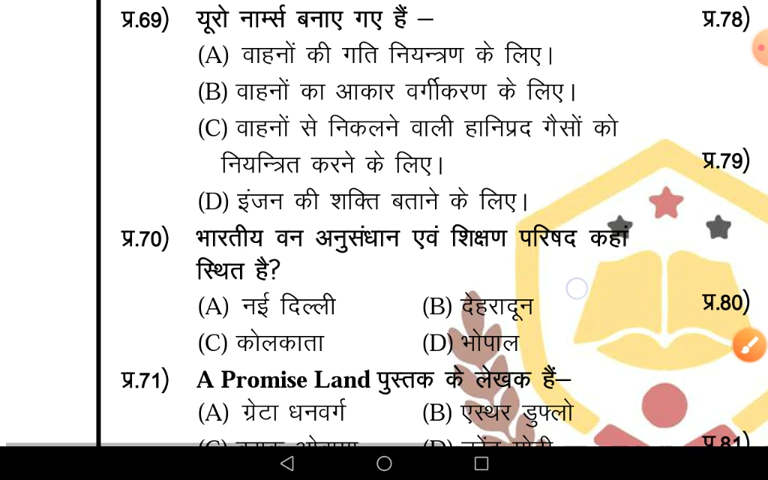 प्र.69) यूरो नार्म्स बनाए गए हैं –
(A) वाहनों की गति नियन्त्रण के लिए।
(B) वाहनों का आकार वर्गीकरण के लिए।
(C) वाहनों से निकलने वाली हानिप्रद गैसों को
नियन्त्रित करने के लिए।
(D) इंजन की शक्ति बताने के लिए।
प्र.70) भारतीय वन अनुसंधान एवं शिक्षण परिषद कहां
स्थित है?
(A) नई दिल्ली (B) देहरादून
(C) कोलकाता (D) भोपाल
प्र.71) A Promise Land पुस्तक के लेखक हैं–
(A) ग्रेटा धनवर्ग (B) एस्थर डुफ्लो
प्र.78)
प्र.79)
प्र.80)
प्र.81)